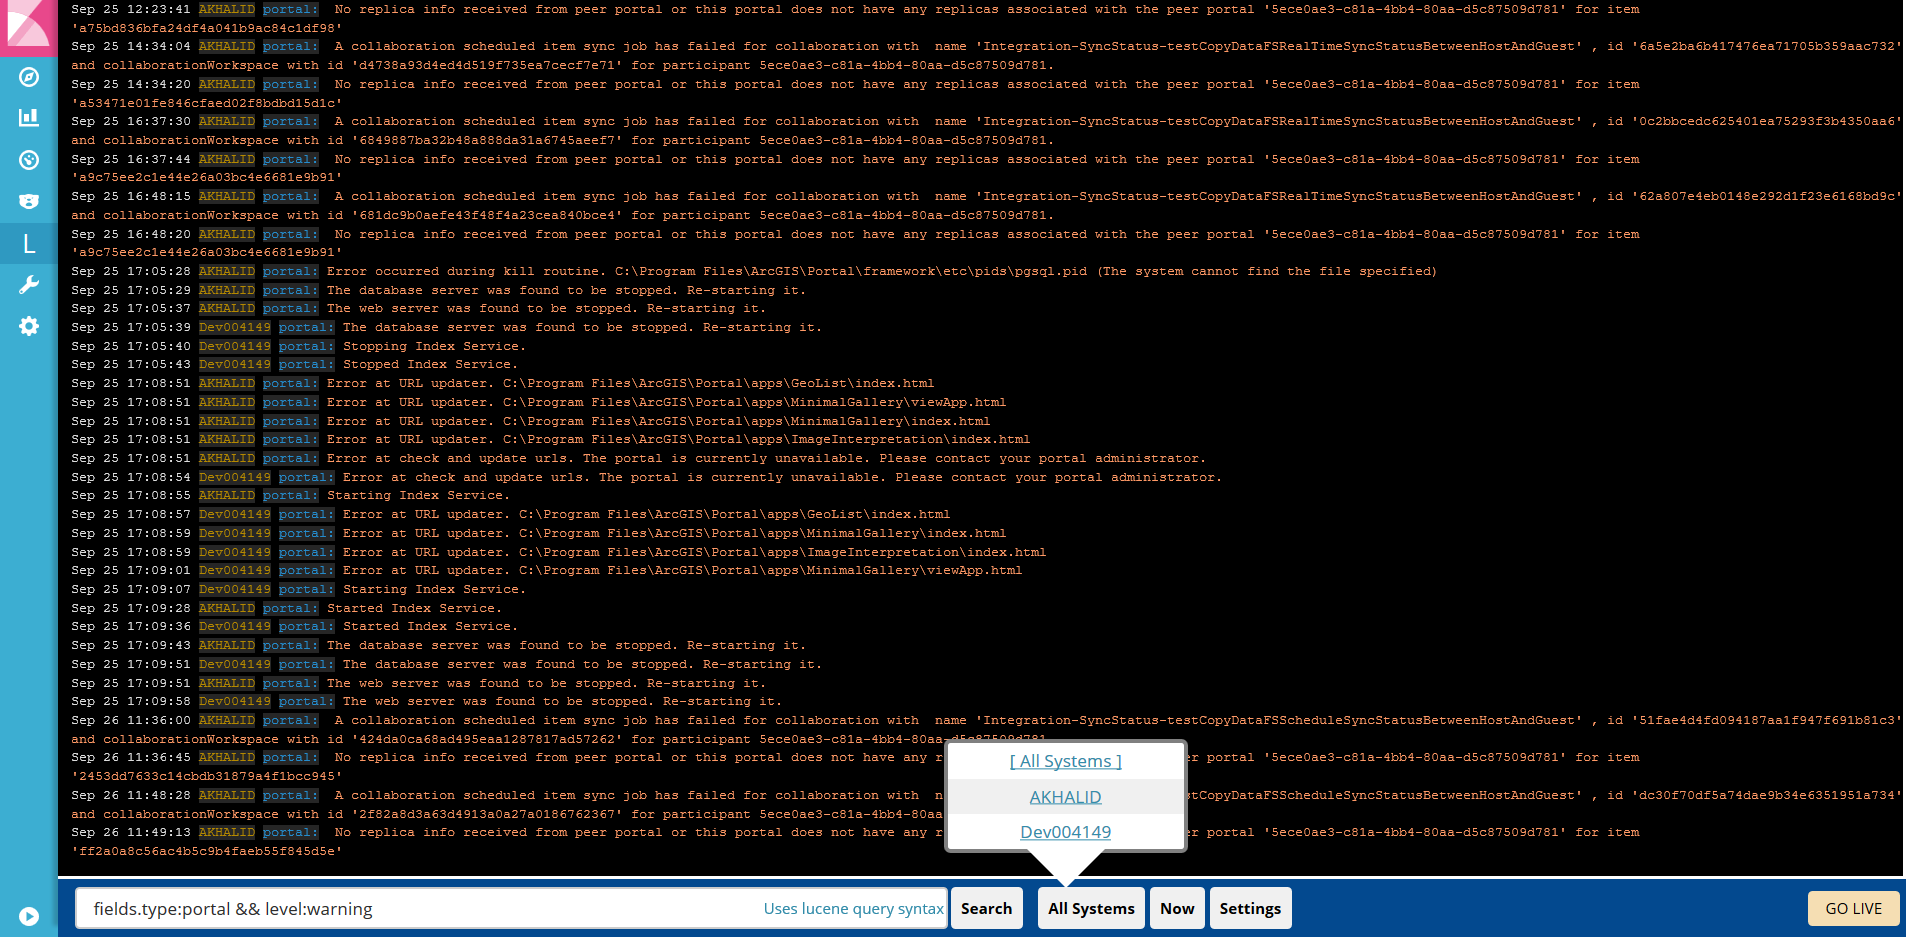 Sep 25 12:23:41 AKHALID portal: No replica info received from peer portal or this portal does not have any replicas associated with the peer portal '5ece0ae3-c81a-4bb4-80aa-d5c87509d781' for item
'a75bd836bfa24df4a041b9ac84c1df98'
Sep 25 14:34:04 AKHALID portal: A collaboration scheduled item sync job has failed for collaboration with name 'Integration-SyncStatus-testCopyDataFSRealTimeSyncStatusBetweenHostAndGuest' , id '6a5e2ba6b417476ea71705b359aac732'
and collaborationWorkspace with id 'd4738a93d4ed4d519f735ea7cecf7e71' for participant 5ece0ae3-c81a-4bb4-80aa-d5c87509d781.
Sep 25 14:34:20 AKHALID portal: No replica info received from peer portal or this portal does not have any replicas associated with the peer portal '5ece0ae3-c81a-4bb4-80aa-d5c87509d781' for item
'a53471e01fe846cfaed02f8bdbd15d1c'
Sep 25 16:37:30 AKHALID portal: A collaboration scheduled item sync job has failed for collaboration with name 'Integration-SyncStatus-testCopyDataFSRealTimeSyncStatusBetweenHostAndGuest' , id '0c2bbcedc625401ea75293f3b4350aa6'
and collaborationWorkspace with id '6849887ba32b48a888da31a6745aeef7' for participant 5ece0ae3-c81a-4bb4-80aa-d5c87509d781.
Sep 25 16:37:44 AKHALID portal: No replica info received from peer portal or this portal does not have any replicas associated with the peer portal '5ece0ae3-c81a-4bb4-80aa-d5c87509d781' for item
'a9c75ee2c1e44e26a03bc4e6681e9b91'
Sep 25 16:48:15 AKHALID portal: A collaboration scheduled item sync job has failed for collaboration with name 'Integration-SyncStatus-testCopyDataFSRealTimeSyncStatusBetweenHostAndGuest' , id '62a807e4eb0148e292d1f23e6168bd9c'
and collaborationWorkspace with id '681dc9b0aefe43f48f4a23cea840bce4' for participant 5ece0ae3-c81a-4bb4-80aa-d5c87509d781.
Sep 25 16:48:20 AKHALID portal: No replica info received from peer portal or this portal does not have any replicas associated with the peer portal '5ece0ae3-c81a-4bb4-80aa-d5c87509d781' for item
'a9c75ee2c1e44e26a03bc4e6681e9b91'
Sep 25 17:05:28 AKHALID portal: Error occurred during kill routine. C:\Program Files\ArcGIS\Portal\framework\etc\pids\pgsql.pid (The system cannot find the file specified)
Sep 25 17:05:29 AKHALID portal: The database server was found to be stopped. Re-starting it.
Sep 25 17:05:37 AKHALID portal: The web server was found to be stopped. Re-starting it.
Sep 25 17:05:39 Dev004149 portal: The database server was found to be stopped. Re-starting it.
Sep 25 17:05:40 Dev004149 portal: Stopping Index Service.
Sep 25 17:05:43 Dev004149 portal: Stopped Index Service.
Sep 25 17:08:51 AKHALID portal: Error at URL updater. C:\Program Files\ArcGIS\Portal\apps\GeoList\index.html
Sep 25 17:08:51 AKHALID portal: Error at URL updater. C:\Program Files\ArcGIS\Portal\apps\MinimalGallery\viewApp.html
Sep 25 17:08:51 AKHALID portal: Error at URL updater. C:\Program Files\ArcGIS\Portal\apps\MinimalGallery\index.html
Sep 25 17:08:51 AKHALID portal: Error at URL updater. C:\Program Files\ArcGIS\Portal\apps\ImageInterpretation\index.html
Sep 25 17:08:51 AKHALID portal: Error at check and update urls. The portal is currently unavailable. Please contact your portal administrator.
Sep 25 17:08:54 Dev004149 portal: Error at check and update urls. The portal is currently unavailable. Please contact your portal administrator.
Sep 25 17:08:55 AKHALID portal: Starting Index Service.
Sep 25 17:08:57 Dev004149 portal: Error at URL updater. C:\Program Files\ArcGIS\Portal\apps\GeoList\index.html
Sep 25 17:08:59 Dev004149 portal: Error at URL updater. C:\Program Files\ArcGIS\Portal\apps\MinimalGallery\index.html
Sep 25 17:08:59 Dev004149 portal: Error at URL updater. C:\Program Files\ArcGIS\Portal\apps\ImageInterpretation\index.html
Sep 25 17:09:01 Dev004149 portal: Error at URL updater. C:\Program Files\ArcGIS\Portal\apps\MinimalGallery\viewApp.html
Sep 25 17:09:07 Dev004149 portal: Starting Index Service.
Sep 25 17:09:28 AKHALID portal: Started Index Service.
Sep 25 17:09:36 Dev004149 portal: Started Index Service.
Sep 25 17:09:43 AKHALID portal: The database server was found to be stopped. Re-starting it.
Sep 25 17:09:51 Dev004149 portal: The database server was found to be stopped. Re-starting it.
Sep 25 17:09:51 AKHALID portal: The web server was found to be stopped. Re-starting it.
Sep 25 17:09:58 Dev004149 portal: The web server was found to be stopped. Re-starting it.
Sep 26 11:36:00 AKHALID portal: A collaboration scheduled item sync job has failed for collaboration with name 'Integration-SyncStatus-testCopyDataFSScheduleSyncStatusBetweenHostAndGuest' , id '51fae4d4fd094187aa1f947f691b81c3'
and collaborationWorkspace with id '424da0ca68ad495eaa1287817ad57262' for participant 5ece0ae3-c81a-4bb4-80aa-d5c87509d781.
Sep 26 11:36:45 AKHALID portal: No replica info received from peer portal or this portal does not have any r er portal '5ece0ae3-c81a-4bb4-80aa-d5c87509d781' for item
'2453dd7633c14cbdb31879a4f1bcc945'
Sep 26 11:48:28 AKHALID portal: A collaboration scheduled item sync job has failed for collaboration with n stCopyDataFSScheduleSyncStatusBetweenHostAndGuest' , id 'dc30f70df5a74dae9b34e6351951a734'
and collaborationWorkspace with id '2f82a8d3a63d4913a0a27a0186762367' for participant 5ece0ae3-c81a-4bb4-80aa
Sep 26 11:49:13 AKHALID portal: No replica info received from peer portal or this portal does not have any r er portal '5ece0ae3-c81a-4bb4-80aa-d5c87509d781' for item
'ff2a0a8c56ac4b5c9b4faeb55f845d5e'
[ All Systems ]
AKHALID
Dev004149
L
fields.type:portal && level:warning Uses lucene query syntax Search All Systems Now Settings GO LIVE